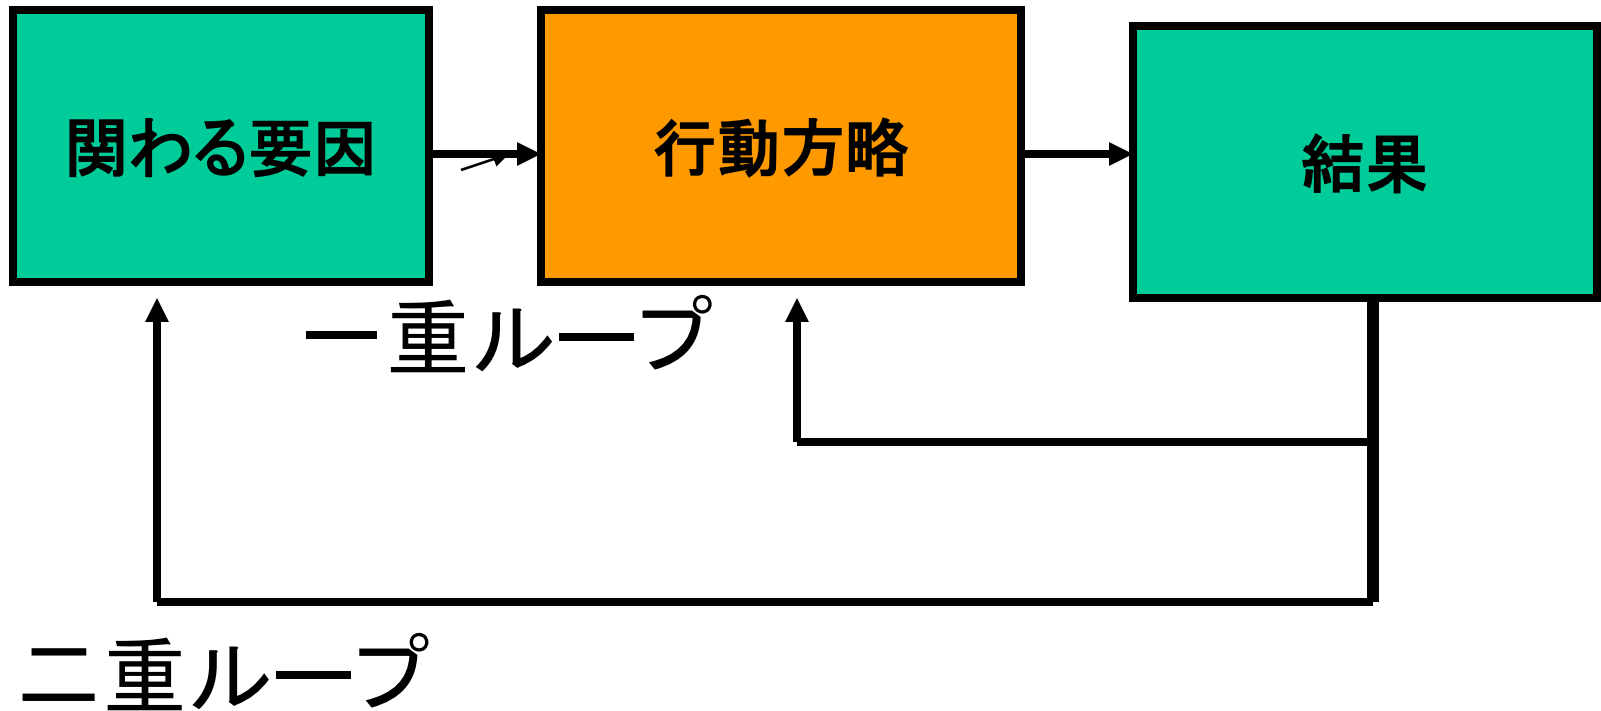 関わる要因
行動方略
結果
一重ループ
二重ループ